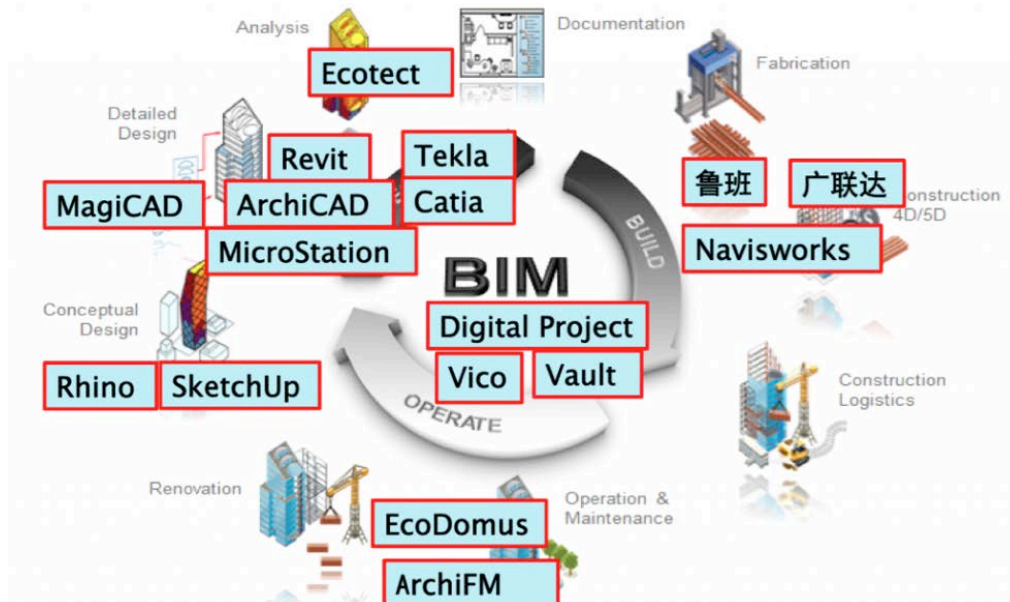 Analysis
Documentation
Ecotect
Fabrication
Detailed
Design
Revit
Tekla
鲁班
广联达
MagiCAD
ArchiCAD
Catia
onstruction
4D/5D
MicroStation
BUILD
Navisworks
BIM
Conceptual
Design
Digital Project
Rhino
SketchUp
Vico
Vault
Construction
Logistics
OPERATE
Renovation
Operation &
Maintenance
EcoDomus
ArchiFM